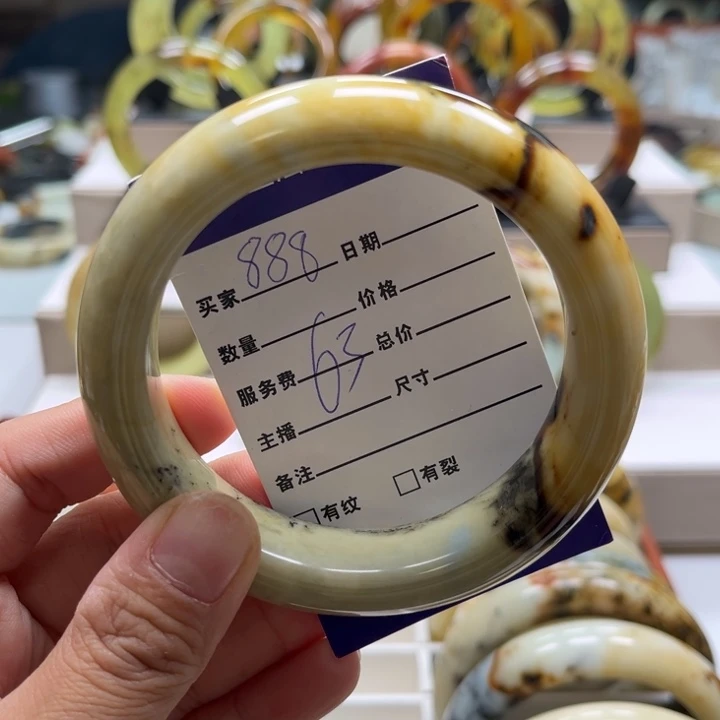 买家 888 日期
数量 价格
服务费 63 总价
主播 尺寸
备注
有纹 有裂